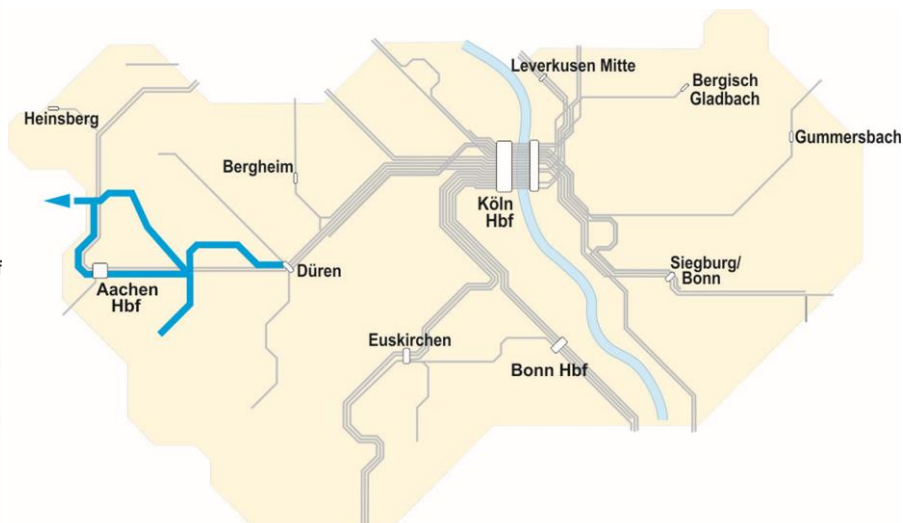 Leverkusen Mitte
Bergisch
Gladbach
Heinsberg
Gummersbach
Bergheim
Köln
Hbf
Düren
Siegburg/
Bonn
Aachen
Hbf
Euskirchen
Bonn Hbf